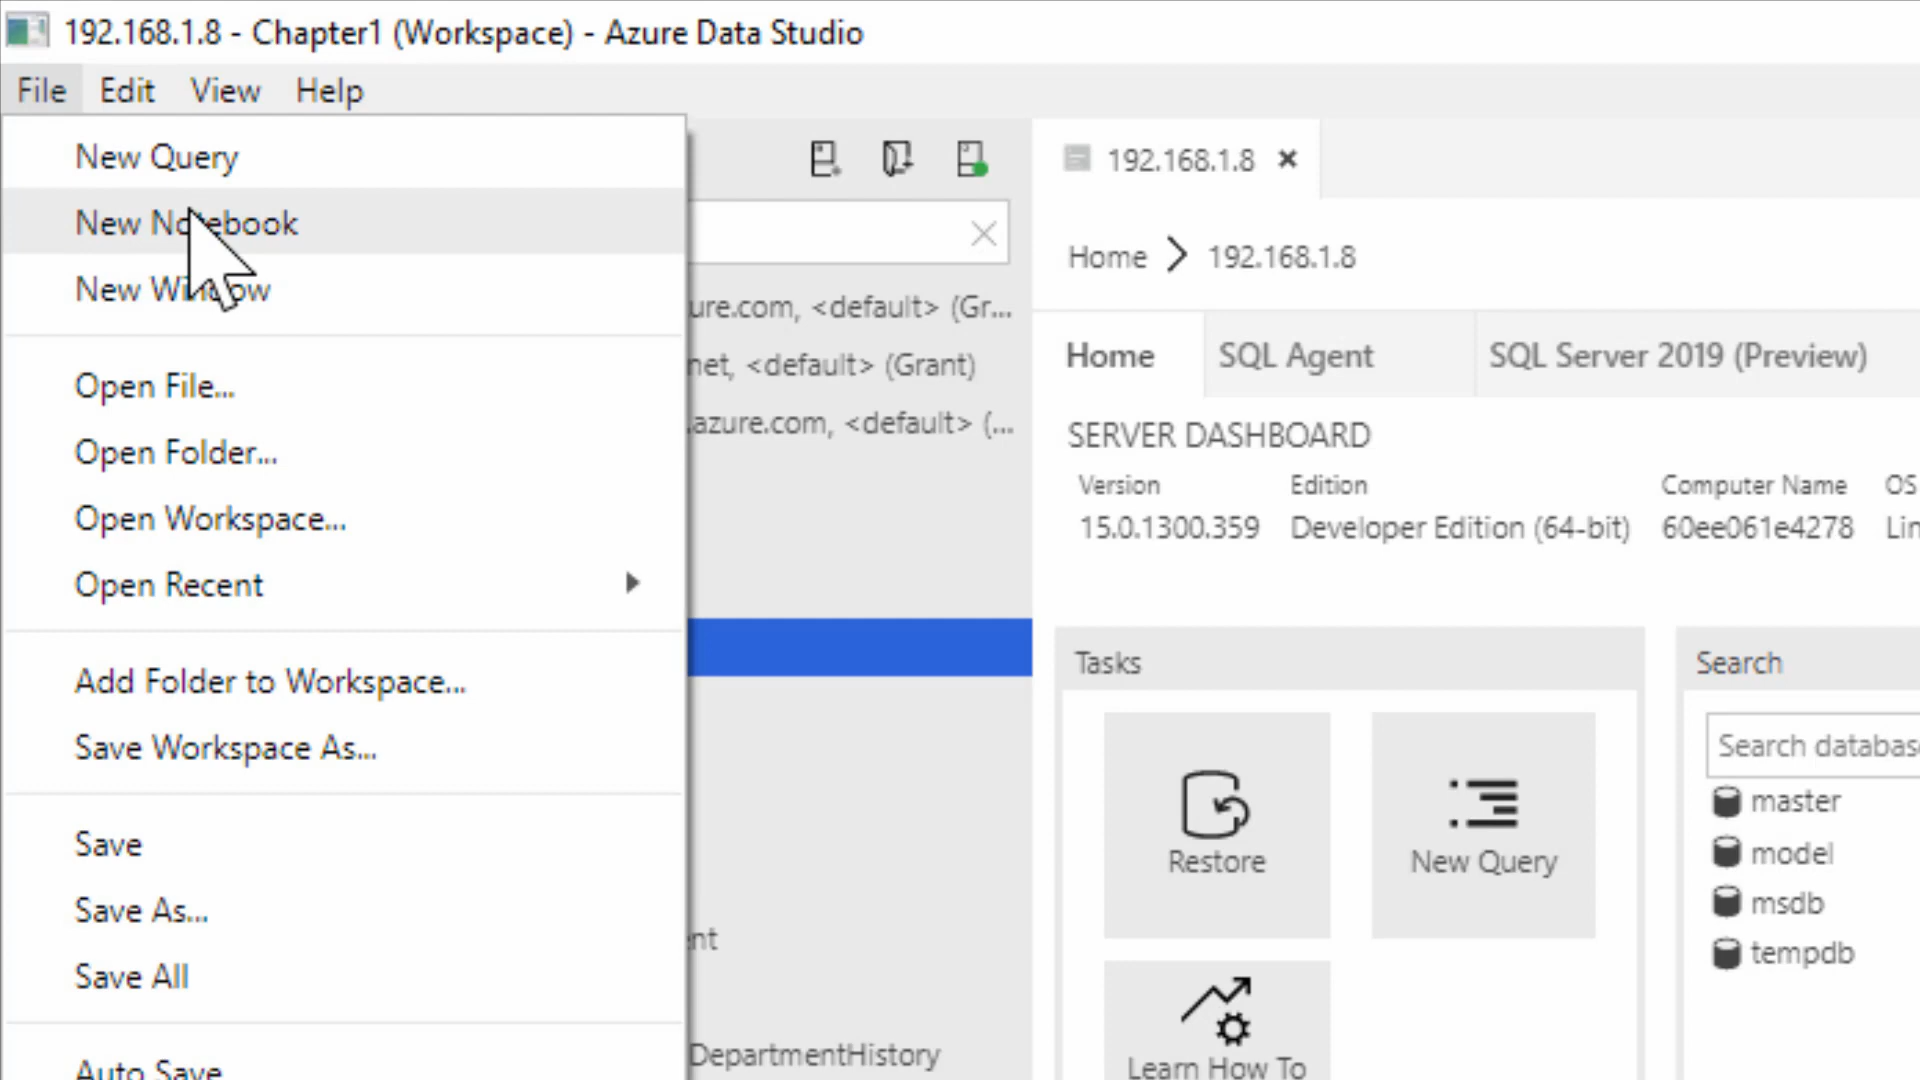 192.168.1.8 - Chapter1 (Workspace) - Azure Data Studio
File Edit View Help
New Query
New Notebook
New Window
Open File...
Open Folder...
Open Workspace...
Open Recent
Add Folder to Workspace...
Save Workspace As...
Save
Save As...
Save All
Auto Save
ure.com, <default> (Gr...
net, <default> (Grant)
.azure.com, <default> (...
nt
DepartmentHistory
192.168.1.8
Home 192.168.1.8
Home SQL Agent SQL Server 2019 (Preview)
SERVER DASHBOARD
Version Edition Computer Name OS
15.0.1300.359 Developer Edition (64-bit) 60ee061e4278 Lin
Tasks
Restore
New Query
Learn How To
Search
Search databas
master
model
msdb
tempdb